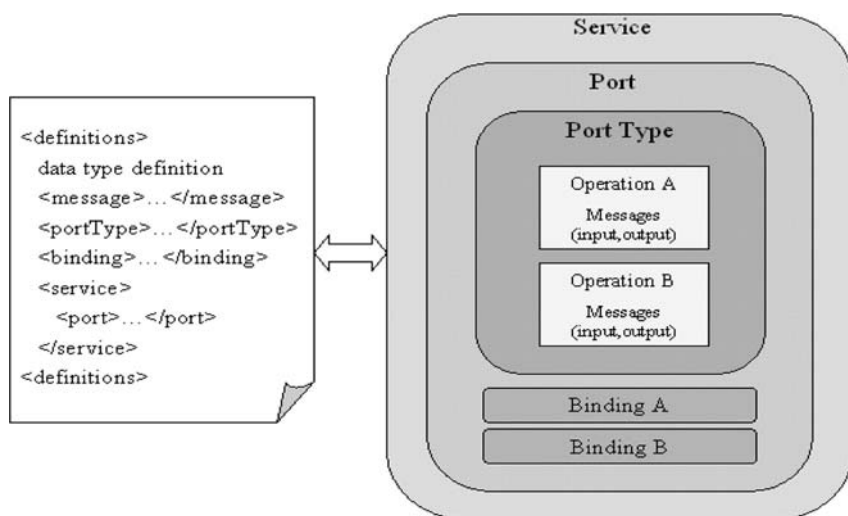 <definitions>
data type definition
<message>... </message>
<portType>... </portType>
<binding>... </binding>
<service>
<port>... </port>
</service>
<definitions>
Service
Port
Port Type
Operation A
Messages
(input,output)
Operation B
Messages
(input,output)
Binding A
Binding B